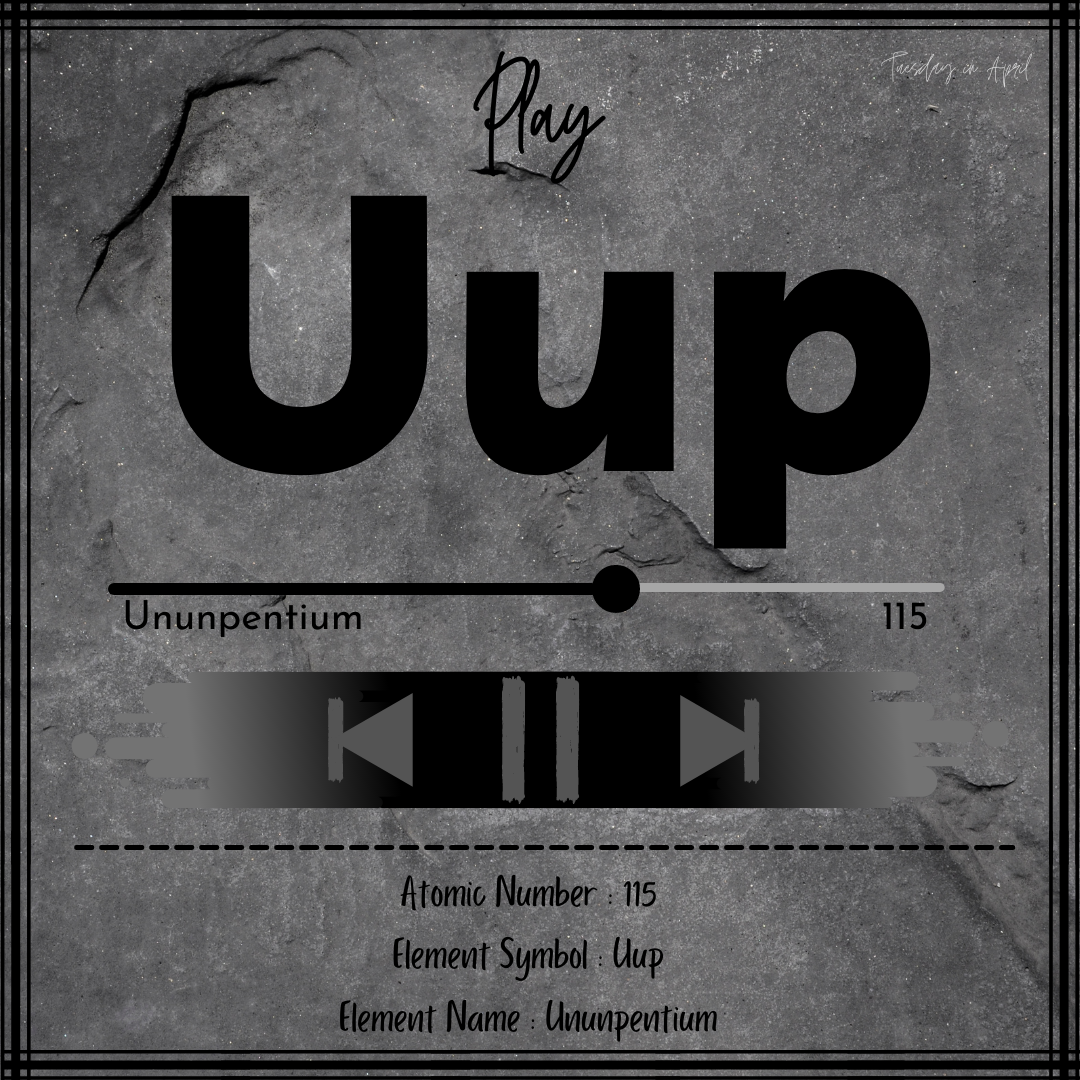 Play
Tuesday in April
Uup
Ununpentium 115
Atomic Number : 115
Element Symbol : Uup
Element Name : Ununpentium